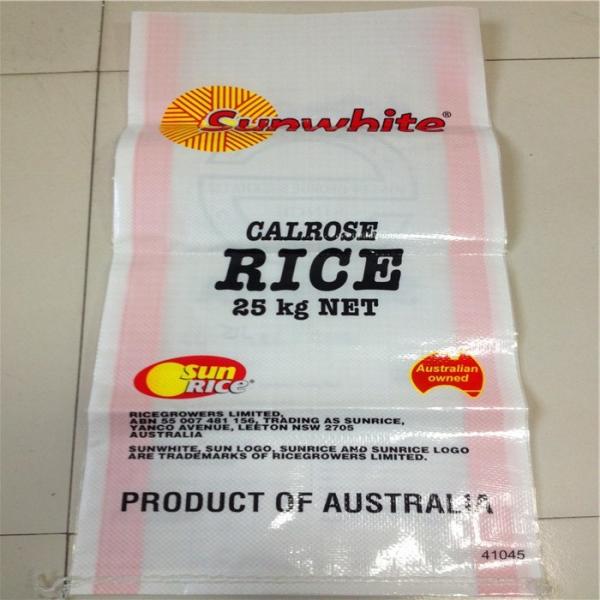 Sunwhite®
CALROSE
RICE
25 kg NET
Sun
RICE®
Australian
owned
RICEGROWERS LIMITED,
ABN 55 007 481 156, TRADING AS SUNRICE,
YANCO AVENUE, LEETON NSW 2705
AUSTRALIA
SUNWHITE, SUN LOGO, SUNRICE AND SUNRICE LOGO
ARE TRADEMARKS OF RICEGROWERS LIMITED.
PRODUCT OF AUSTRALIA
41045